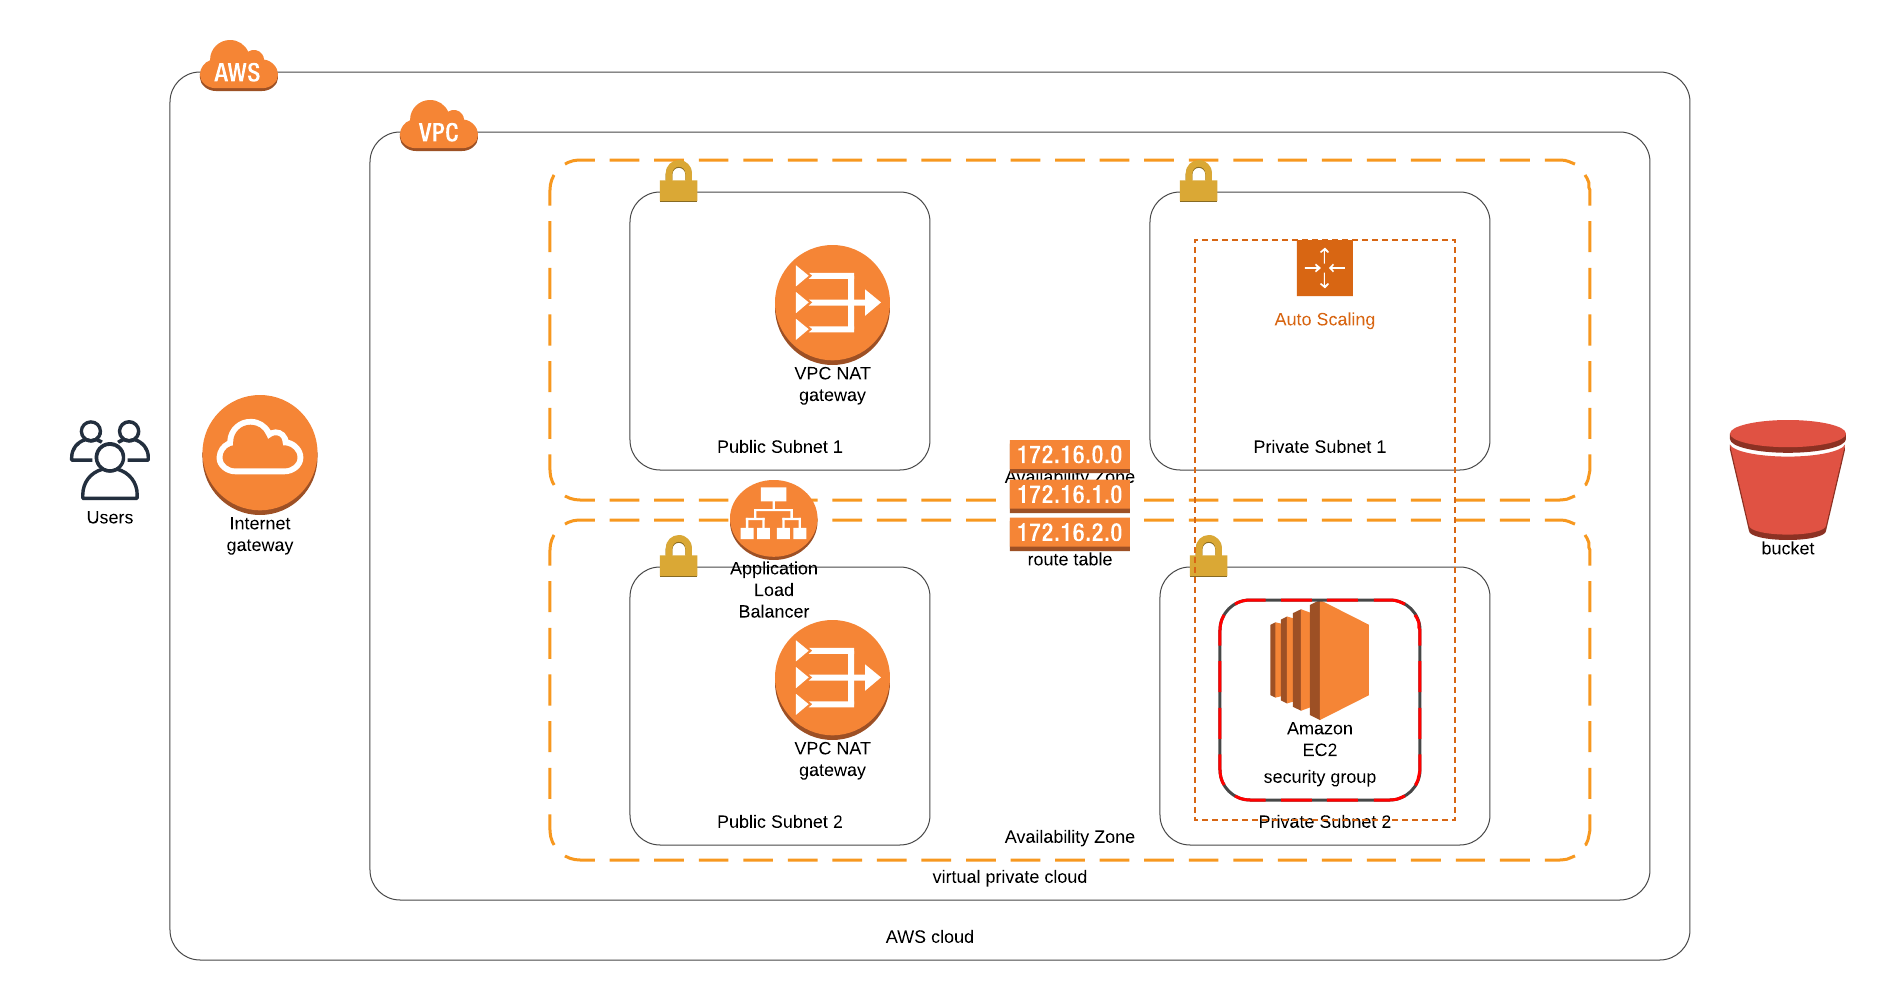 AWS
VPC
Auto Scaling
VPC NAT
gateway
Public Subnet 1
Private Subnet 1
172.16.0.0
Availability Zone
172.16.1.0
172.16.2.0
route table
Users
Internet
gateway
bucket
Application
Load
Balancer
VPC NAT
gateway
Amazon
EC2
security group
Public Subnet 2
Private Subnet 2
Availability Zone
virtual private cloud
AWS cloud